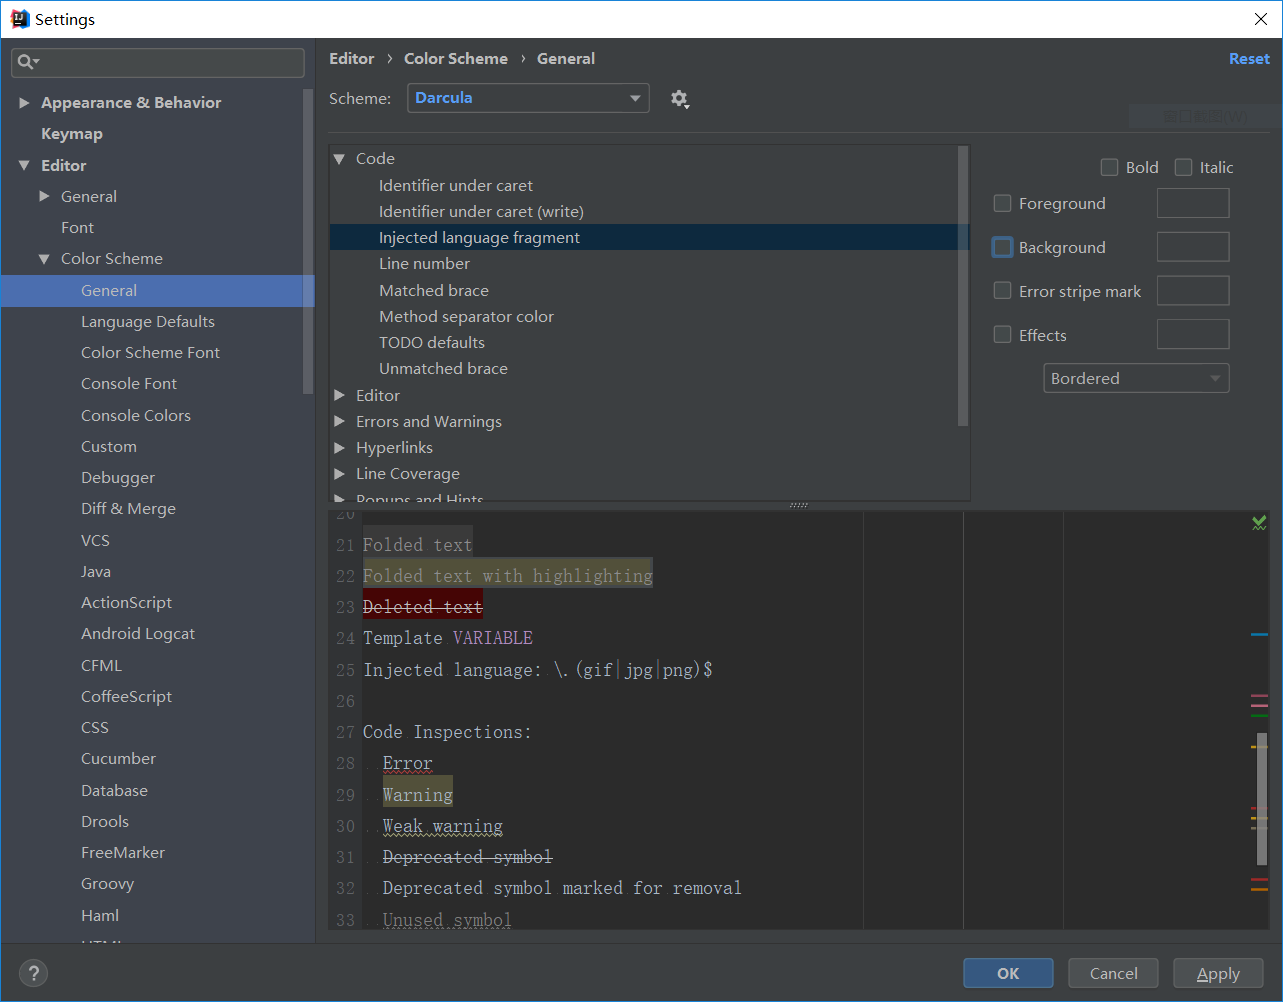 Settings
Editor › Color Scheme › General
Reset
Scheme:
Darcula
Appearance & Behavior
Keymap
Editor
General
Font
Color Scheme
General
Language Defaults
Color Scheme Font
Console Font
Console Colors
Custom
Debugger
Diff & Merge
VCS
Java
ActionScript
Android Logcat
CFML
CoffeeScript
CSS
Cucumber
Database
Drools
FreeMarker
Groovy
Haml
Code
Identifier under caret
Identifier under caret (write)
Injected language fragment
Line number
Matched brace
Method separator color
TODO defaults
Unmatched brace
Editor
Errors and Warnings
Hyperlinks
Line Coverage
Popups and Hints
Bold
Italic
Foreground
Background
Error stripe mark
Effects
Bordered
20
21 Folded text
22 Folded text with highlighting
23 Deleted text
24 Template VARIABLE
25 Injected language: \.(gif|jpg|png)$
26
27 Code Inspections:
28 Error
29 Warning
30 Weak warning
31 Deprecated symbol
32 Deprecated symbol marked for removal
33 Unused symbol
?
OK
Cancel
Apply